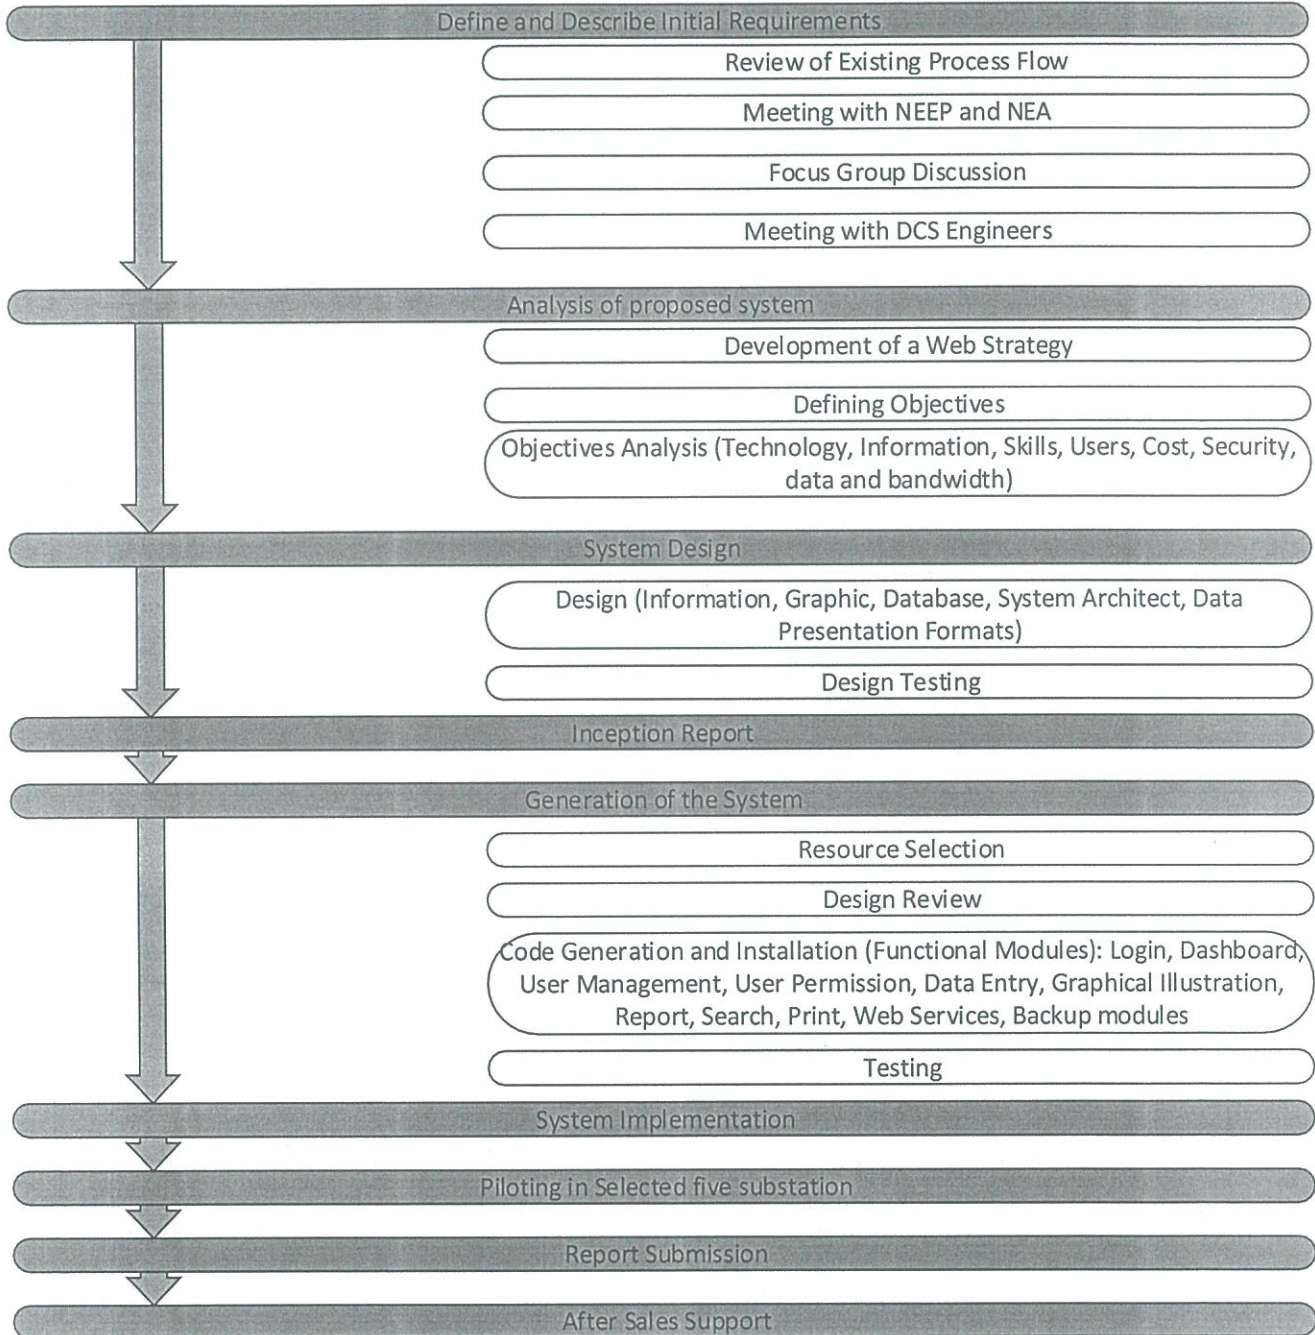 Define and Describe Initial Requirements
Review of Existing Process Flow
Meeting with NEEP and NEA
Focus Group Discussion
Meeting with DCS Engineers
Analysis of proposed system
Development of a Web Strategy
Defining Objectives
Objectives Analysis (Technology, Information, Skills, Users, Cost, Security,
data and bandwidth)
System Design
Design (Information, Graphic, Database, System Architect, Data
Presentation Formats)
Design Testing
Inception Report
Generation of the System
Resource Selection
Design Review
Code Generation and Installation (Functional Modules): Login, Dashboard,
User Management, User Permission, Data Entry, Graphical Illustration,
Report, Search, Print, Web Services, Backup modules
Testing
System Implementation
Piloting in Selected five substation
Report Submission
After Sales Support